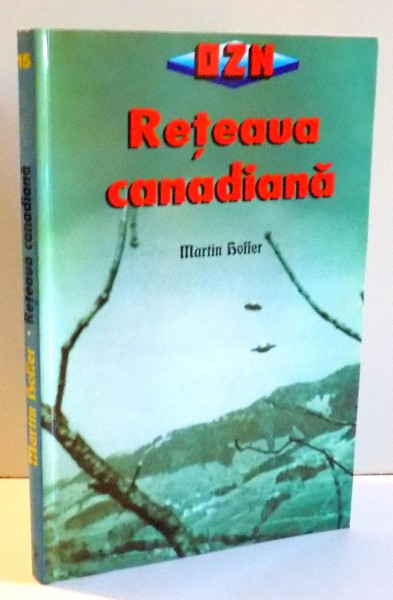 OZN
Rețeaua
canadiană
Martin Hoffer
15
Martin Hoffer • Rețeaua canadiană